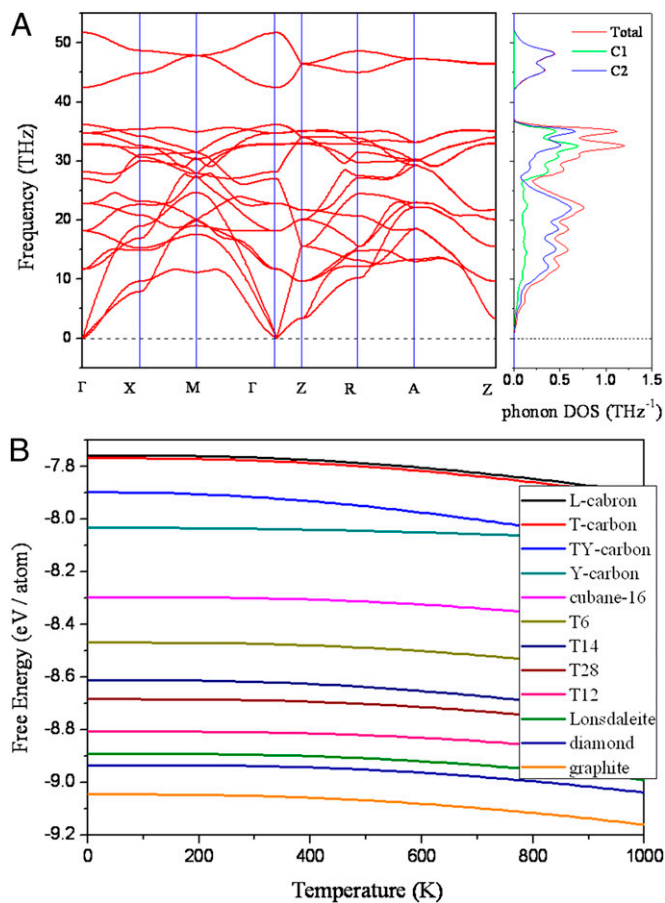 A
50
40
30
20
10
0
Frequency (THz)
Γ X M Γ Z R A Z
Total
C1
C2
0.0 0.5 1.0 1.5
phonon DOS (THz⁻¹)
B
-7.8
-8.0
-8.2
-8.4
-8.6
-8.8
-9.0
-9.2
Free Energy (eV / atom)
L-cabron
T-carbon
TY-carbon
Y-carbon
cubane-16
T6
T14
T28
T12
Lonsdaleite
diamond
graphite
0 200 400 600 800 1000
Temperature (K)